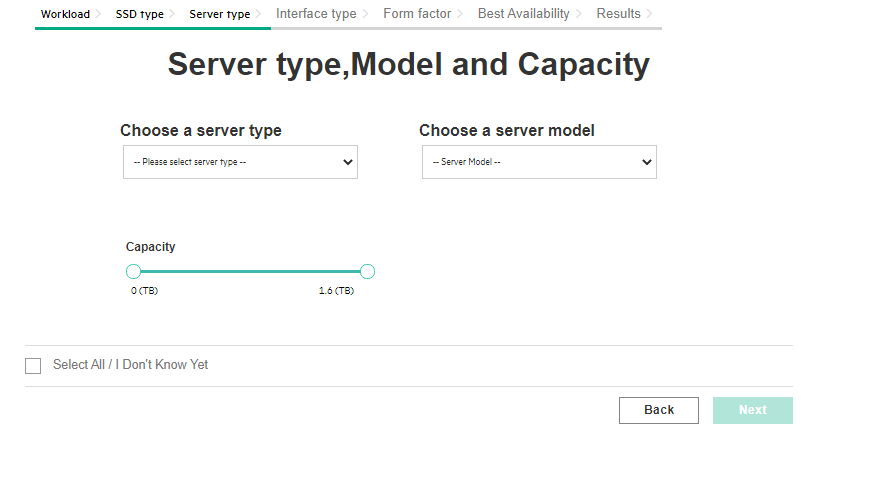 Workload SSD type Server type Interface type Form factor Best Availability Results
Server type,Model and Capacity
Choose a server type Choose a server model
-- Please select server type -- -- Server Model --
Capacity
0 (TB) 1.6 (TB)
Select All / I Don't Know Yet
Back Next